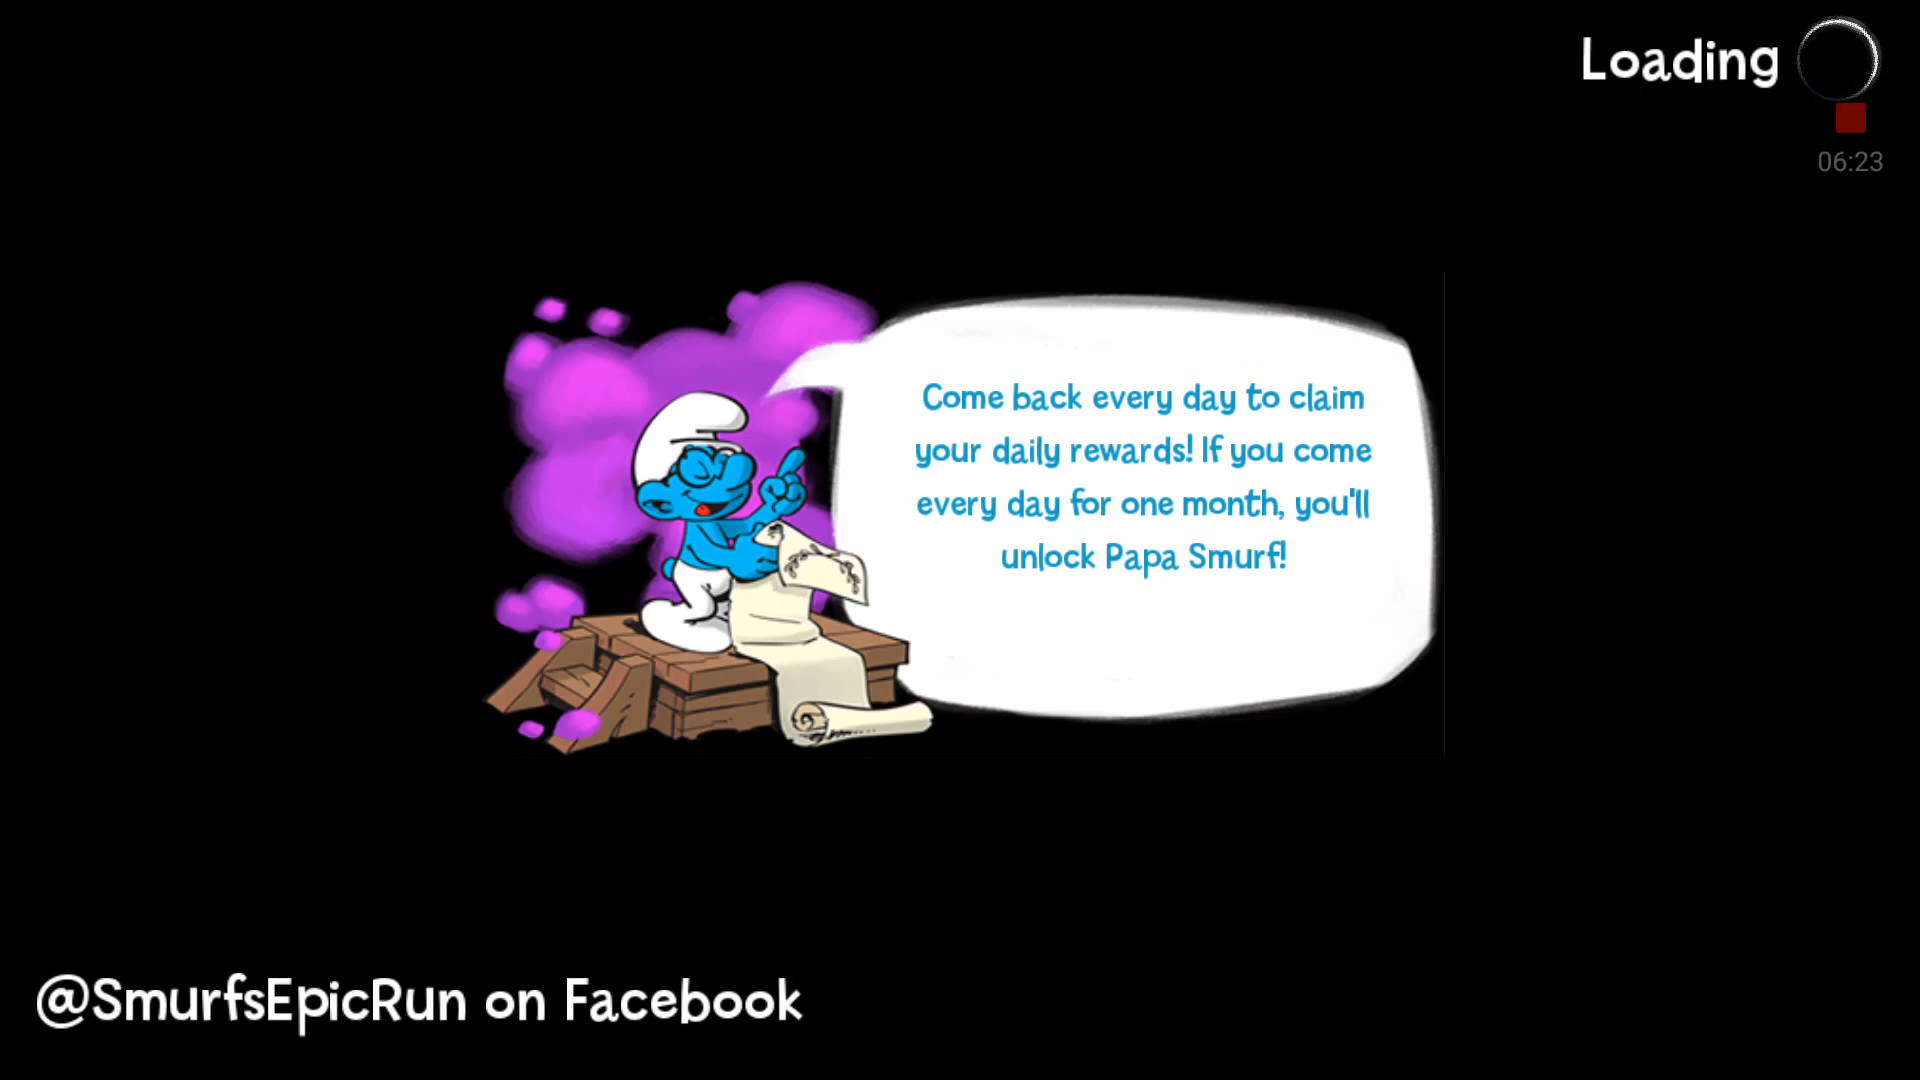 Loading
06:23
Come back every day to claim
your daily rewards! If you come
every day for one month, you'll
unlock Papa Smurf!
@SmurfsEpicRun on Facebook